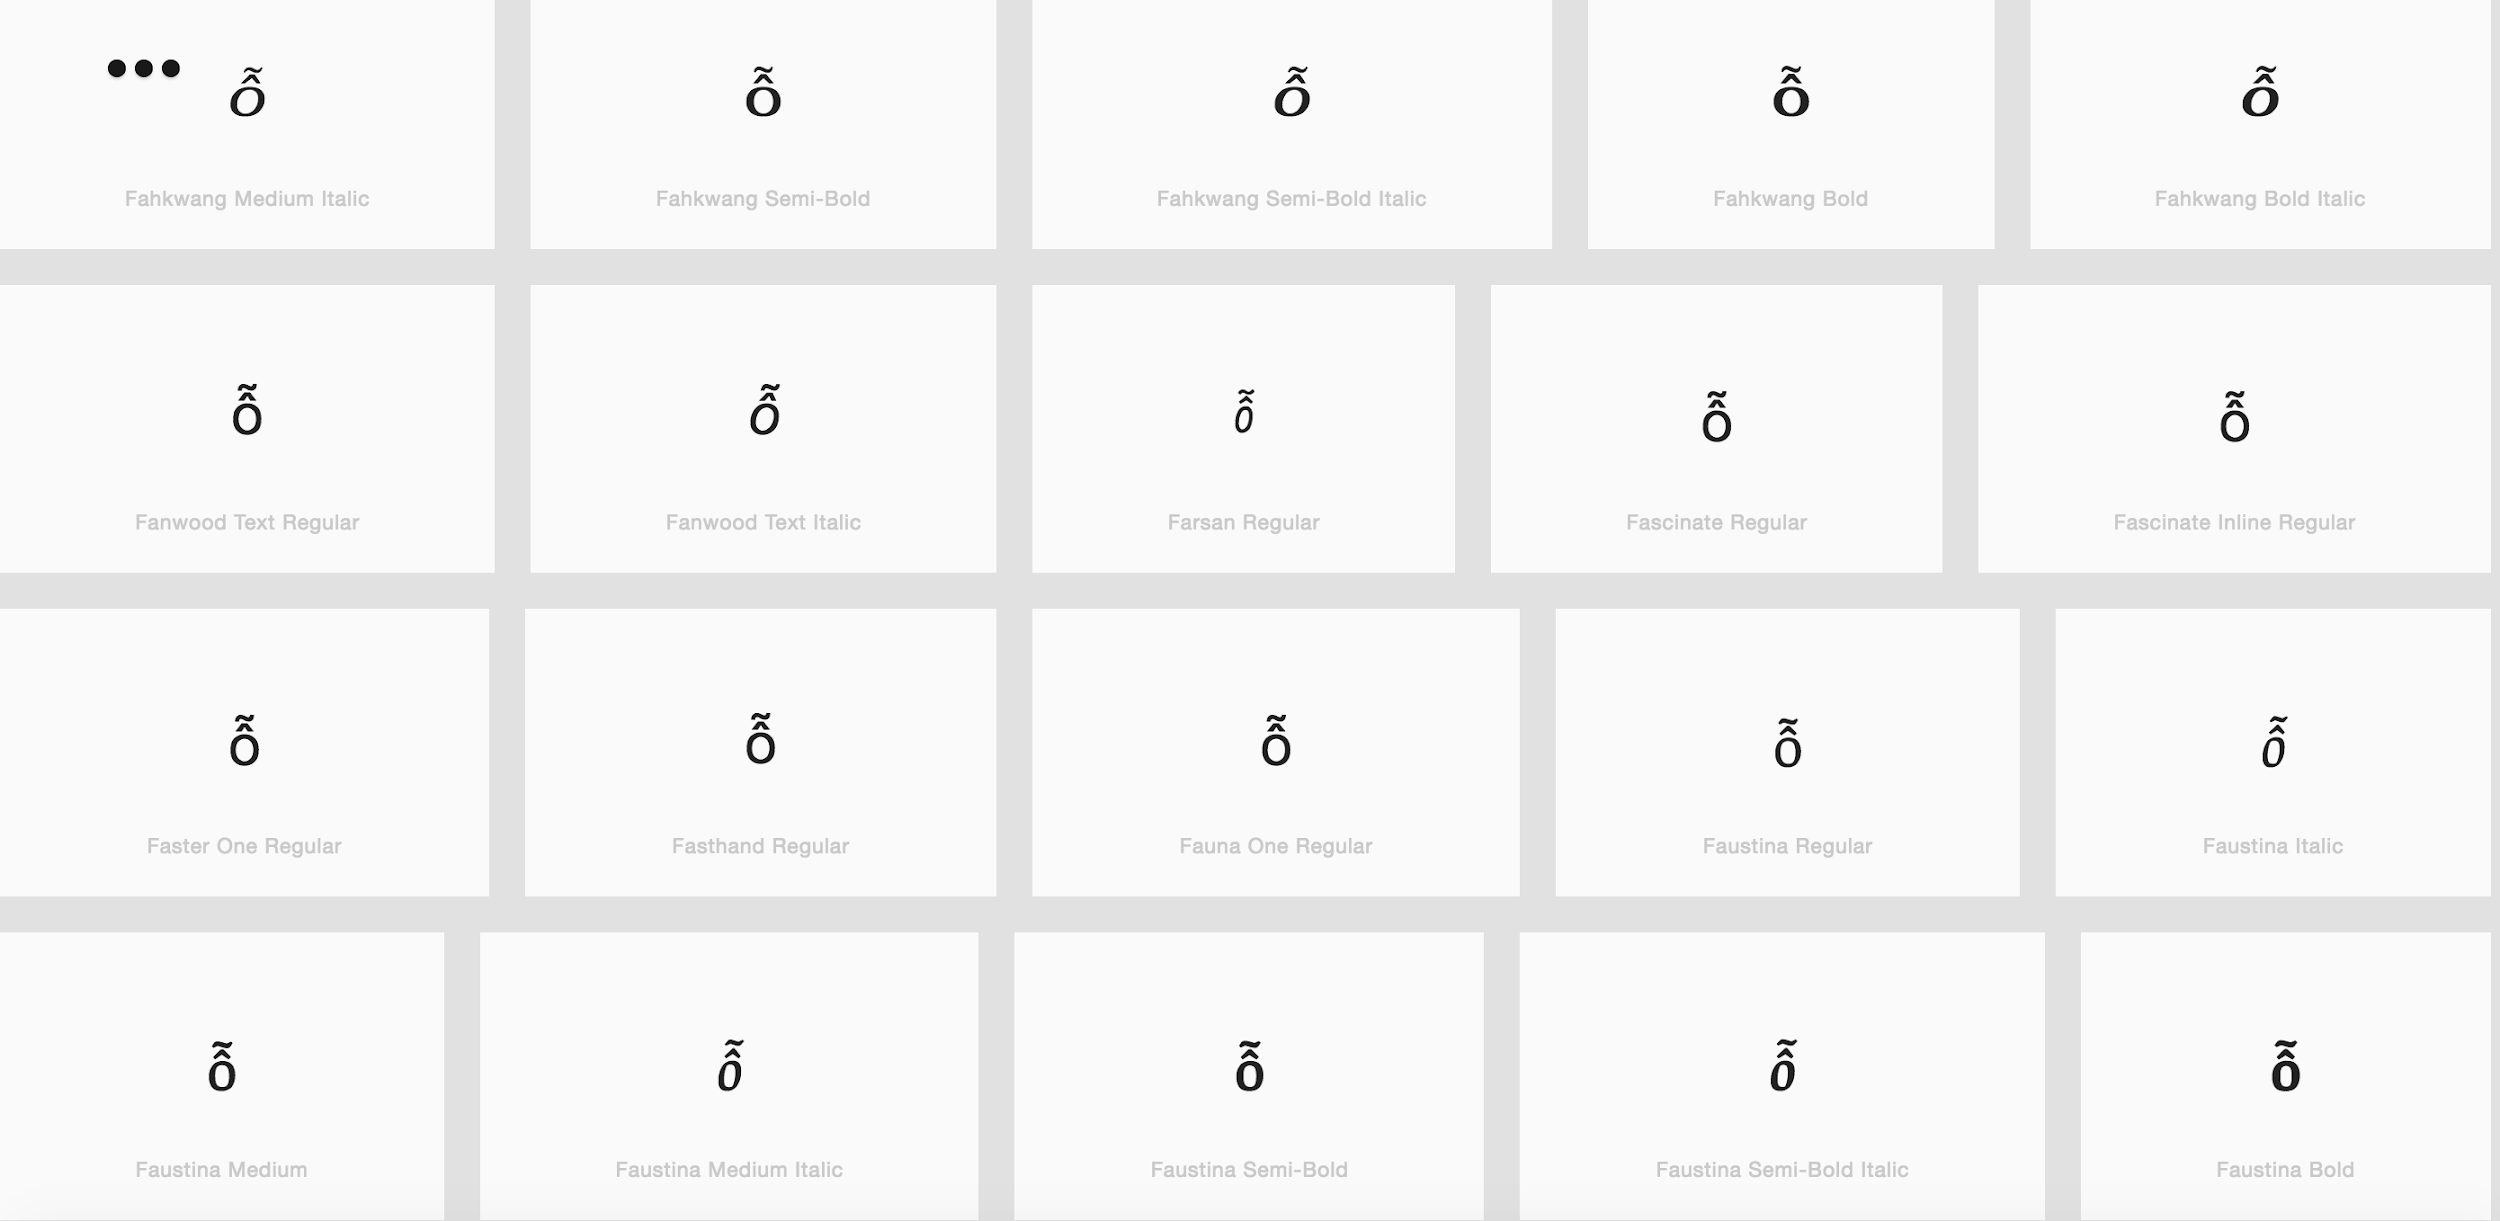 ••• ỗ ỗ ỗ ỗ ỗ
Fahkwang Medium Italic Fahkwang Semi-Bold Fahkwang Semi-Bold Italic Fahkwang Bold Fahkwang Bold Italic
ỗ ỗ ỗ ỗ ỗ
Fanwood Text Regular Fanwood Text Italic Farsan Regular Fascinate Regular Fascinate Inline Regular
ỗ ỗ ỗ ỗ ỗ
Faster One Regular Fasthand Regular Fauna One Regular Faustina Regular Faustina Italic
ỗ ỗ ỗ ỗ ỗ
Faustina Medium Faustina Medium Italic Faustina Semi-Bold Faustina Semi-Bold Italic Faustina Bold